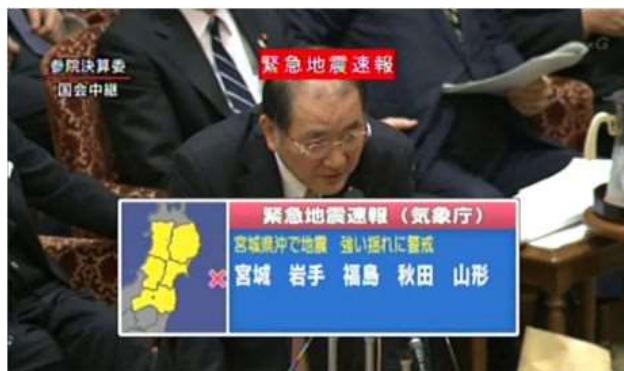 緊急地震速報
参院決算委
国会中継
緊急地震速報（気象庁）
宮城県沖で地震 強い揺れに警戒
宮城 岩手 福島 秋田 山形